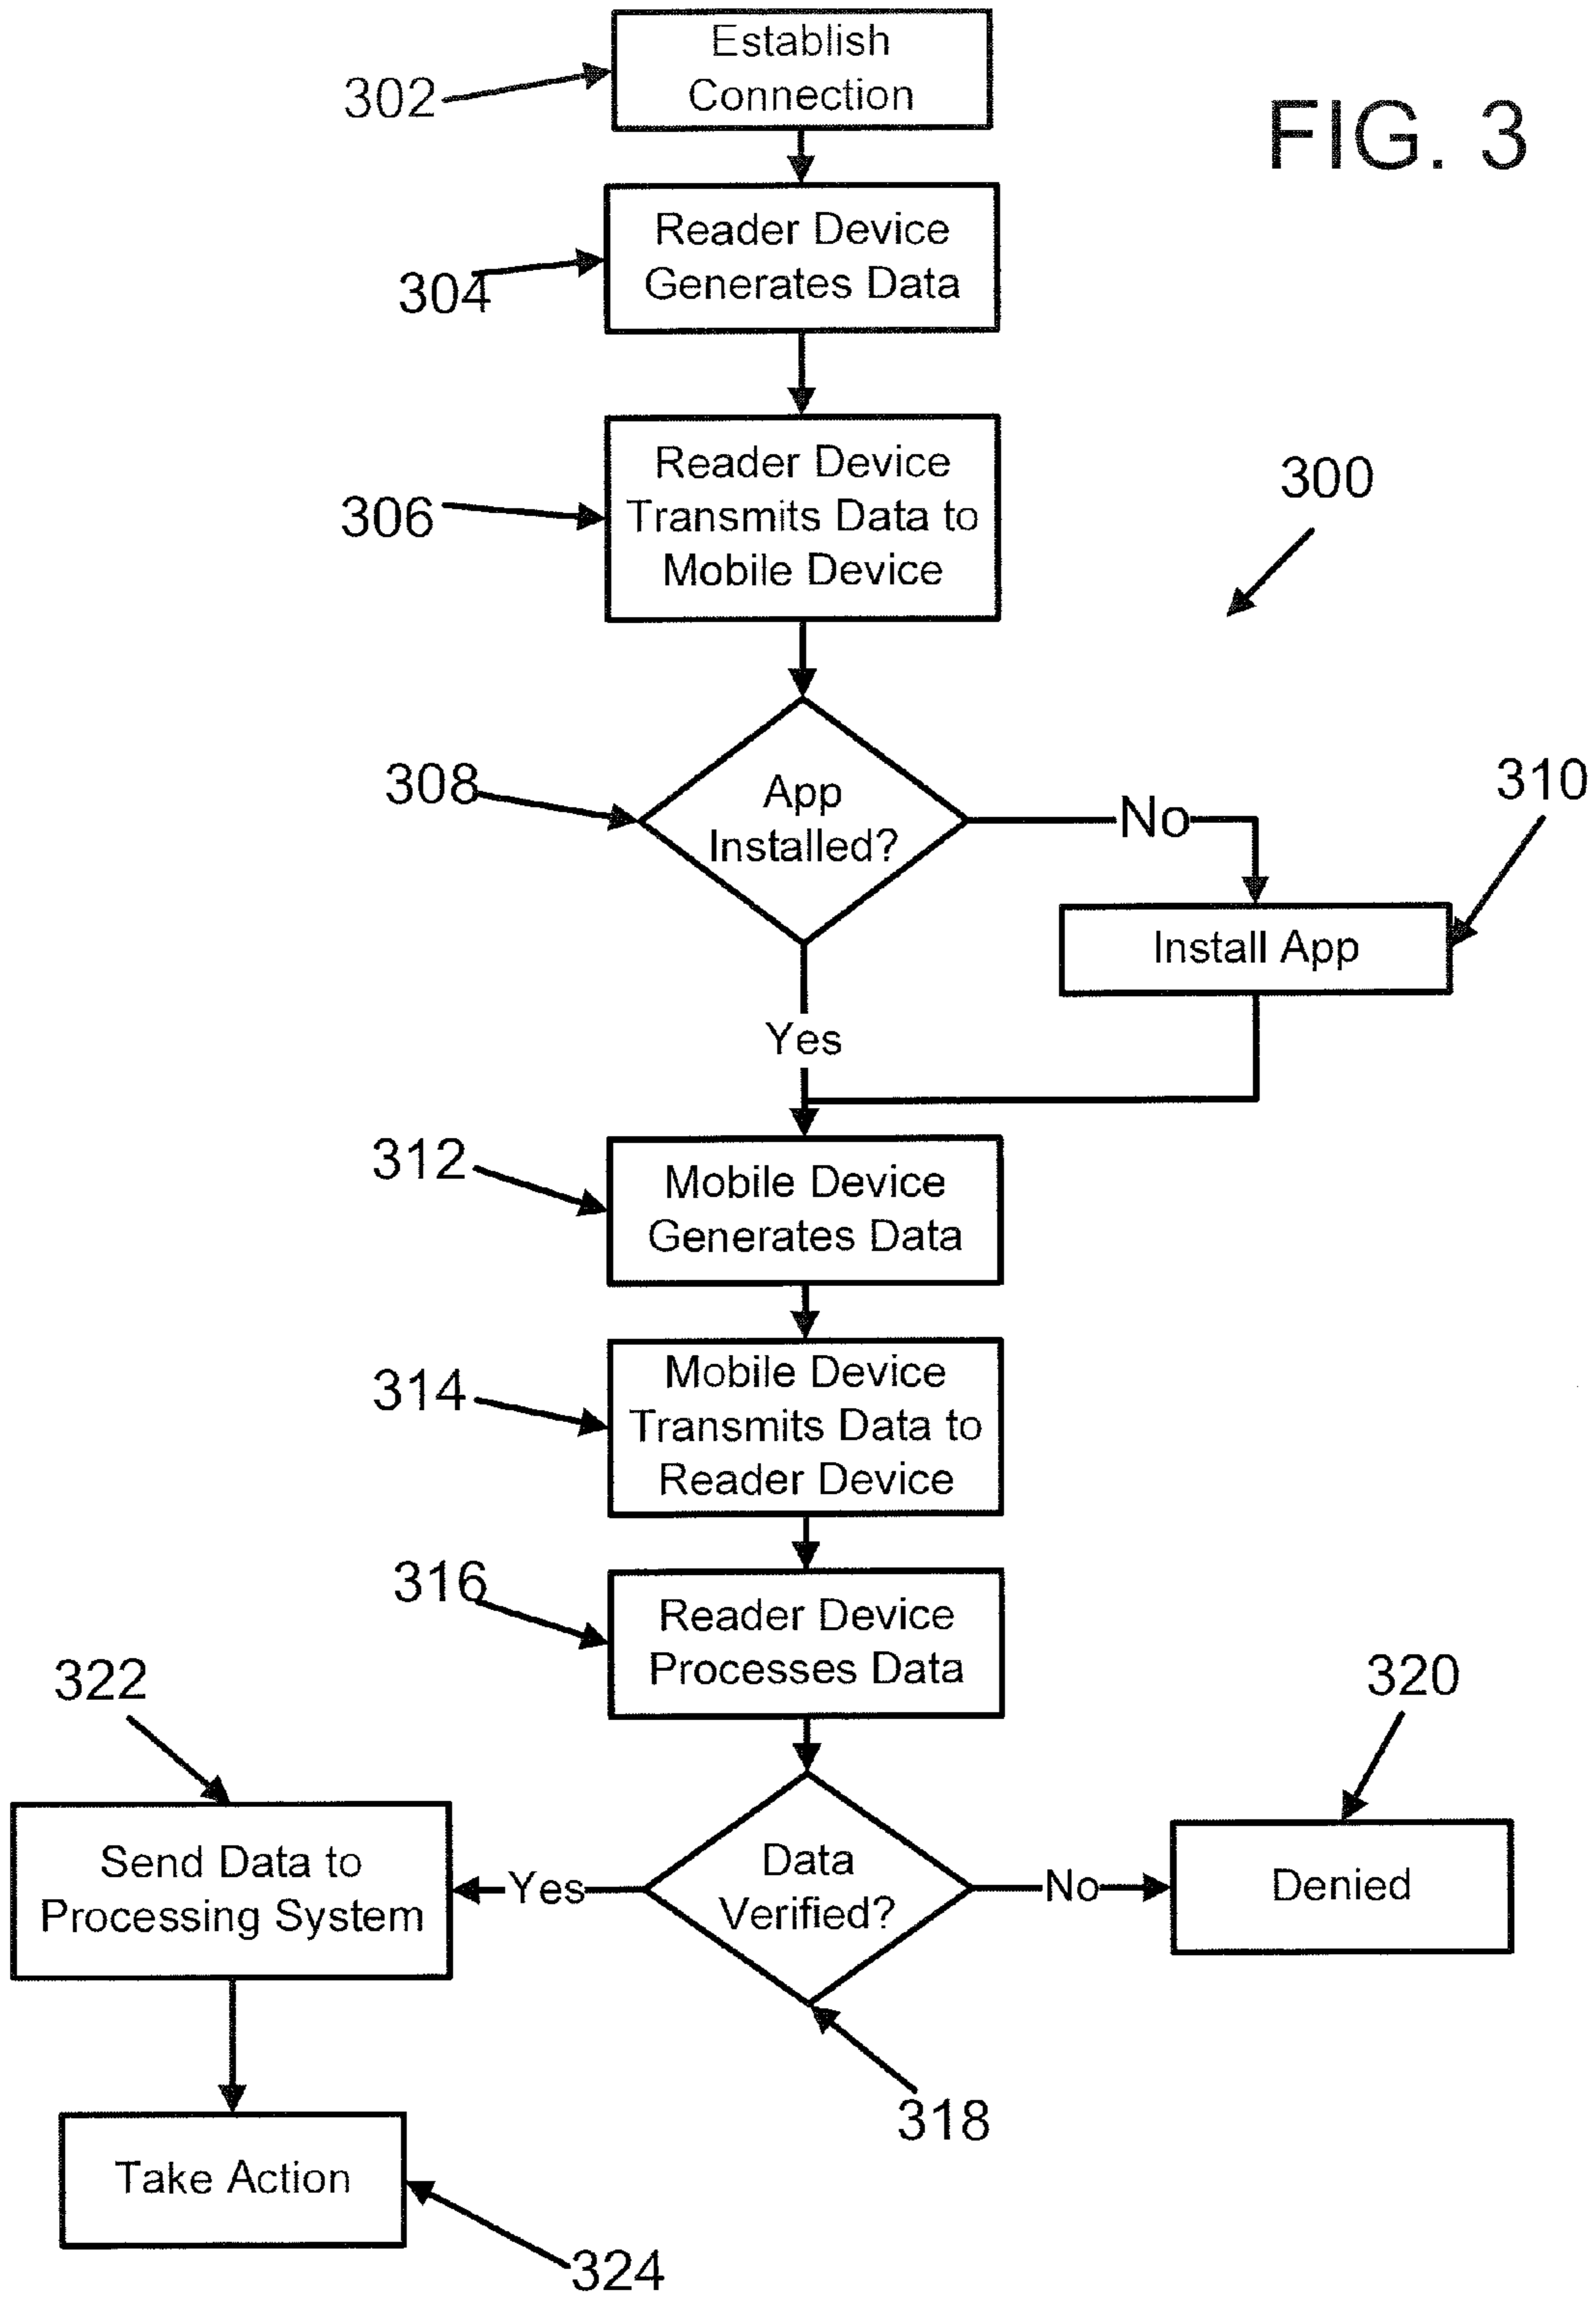 Establish
Connection
302
FIG. 3
Reader Device
Generates Data
304
Reader Device
Transmits Data to
Mobile Device
306
300
App
Installed?
308
No
310
Install App
Yes
312
Mobile Device
Generates Data
314
Mobile Device
Transmits Data to
Reader Device
316
Reader Device
Processes Data
322
320
Send Data to
Processing System
Yes
Data
Verified?
No
Denied
318
Take Action
324